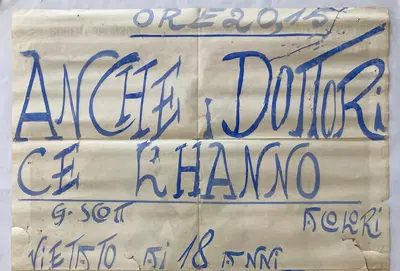 ORE 20,15
ANCHE i DOTTORi
CE L'HANNO
G. SCOTT A COLORI
VIETATO Ai 18 ANNi